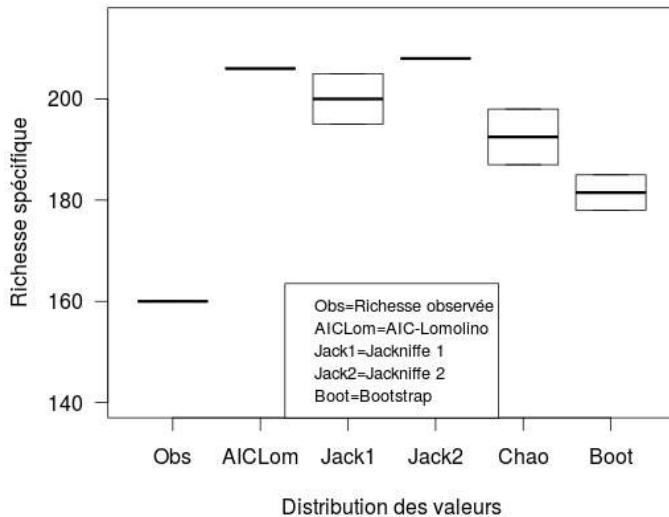 Richesse spécifique
200
180
160
140
Obs=Richesse observée
AICLom=AIC-Lomolino
Jack1=Jackniffe 1
Jack2=Jackniffe 2
Boot=Bootstrap
Obs AICLom Jack1 Jack2 Chao Boot
Distribution des valeurs